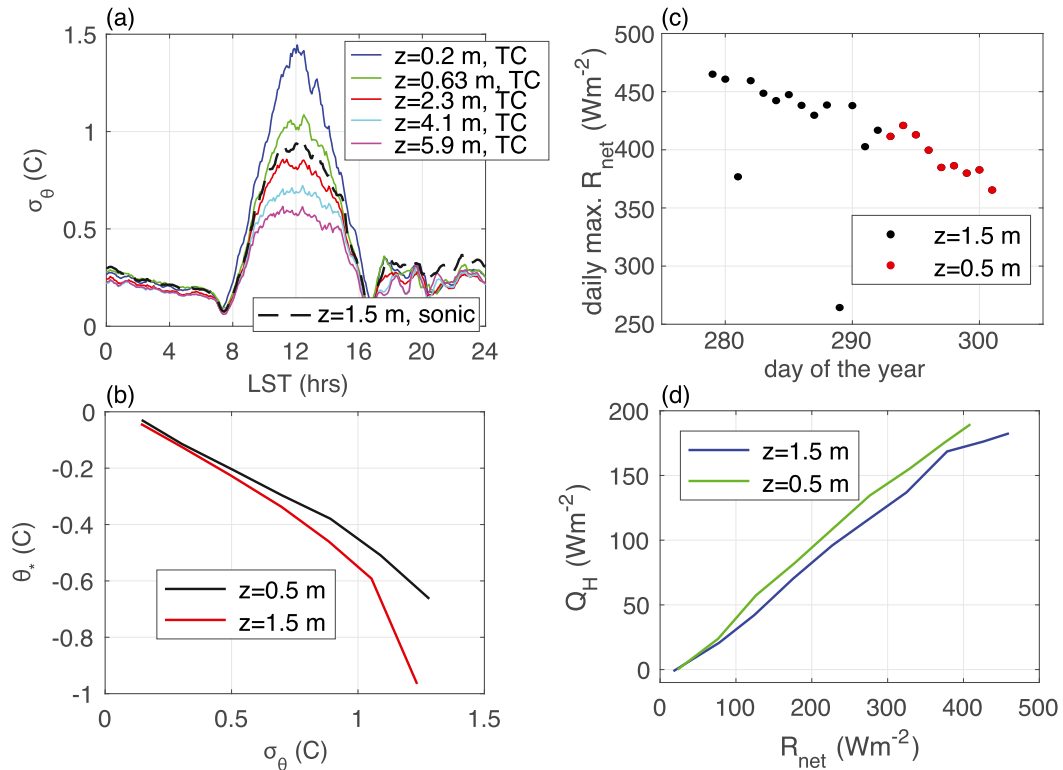 (a)
1.5
1
0.5
0
σθ (C)
z=0.2 m, TC
z=0.63 m, TC
z=2.3 m, TC
z=4.1 m, TC
z=5.9 m, TC
z=1.5 m, sonic
0 4 8 12 16 20 24
LST (hrs)
(c)
500
450
400
350
300
250
daily max. Rnet (Wm-2)
z=1.5 m
z=0.5 m
280 290 300
day of the year
(b)
0
-0.2
-0.4
-0.6
-0.8
-1
θ* (C)
z=0.5 m
z=1.5 m
0 0.5 1 1.5
σθ (C)
(d)
200
150
100
50
0
QH (Wm-2)
z=1.5 m
z=0.5 m
0 100 200 300 400 500
Rnet (Wm-2)